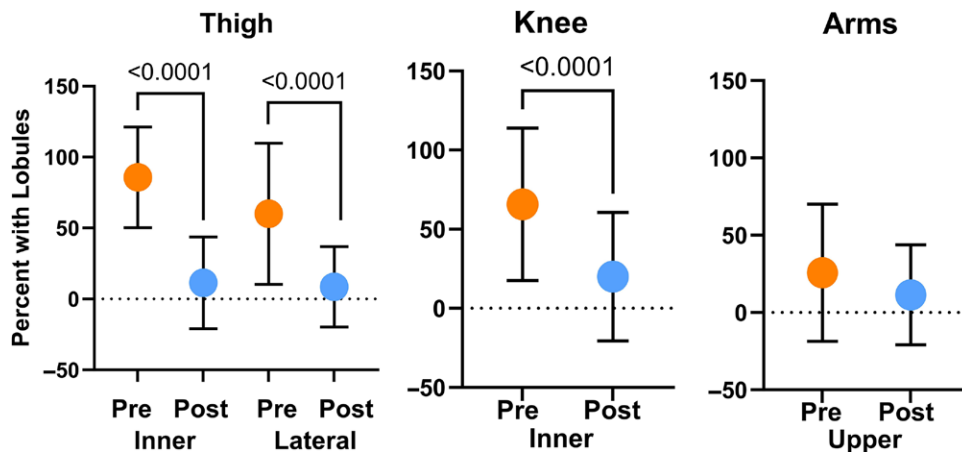 Thigh
Knee
Arms
Percent with Lobules
<0.0001
<0.0001
150
100
50
0
–50
Pre
Post
Pre
Post
Inner
Lateral
<0.0001
150
100
50
0
–50
Pre
Post
Inner
150
100
50
0
–50
Pre
Post
Upper